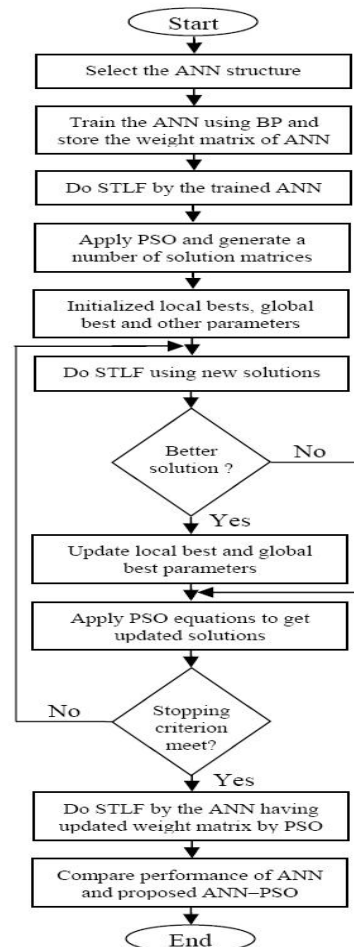 Start
Select the ANN structure
Train the ANN using BP and
store the weight matrix of ANN
Do STLF by the trained ANN
Apply PSO and generate a
number of solution matrices
Initialized local bests, global
best and other parameters
Do STLF using new solutions
Better
solution ?
No
Yes
Update local best and global
best parameters
Apply PSO equations to get
updated solutions
No
Stopping
criterion
meet?
Yes
Do STLF by the ANN having
updated weight matrix by PSO
Compare performance of ANN
and proposed ANN–PSO
End